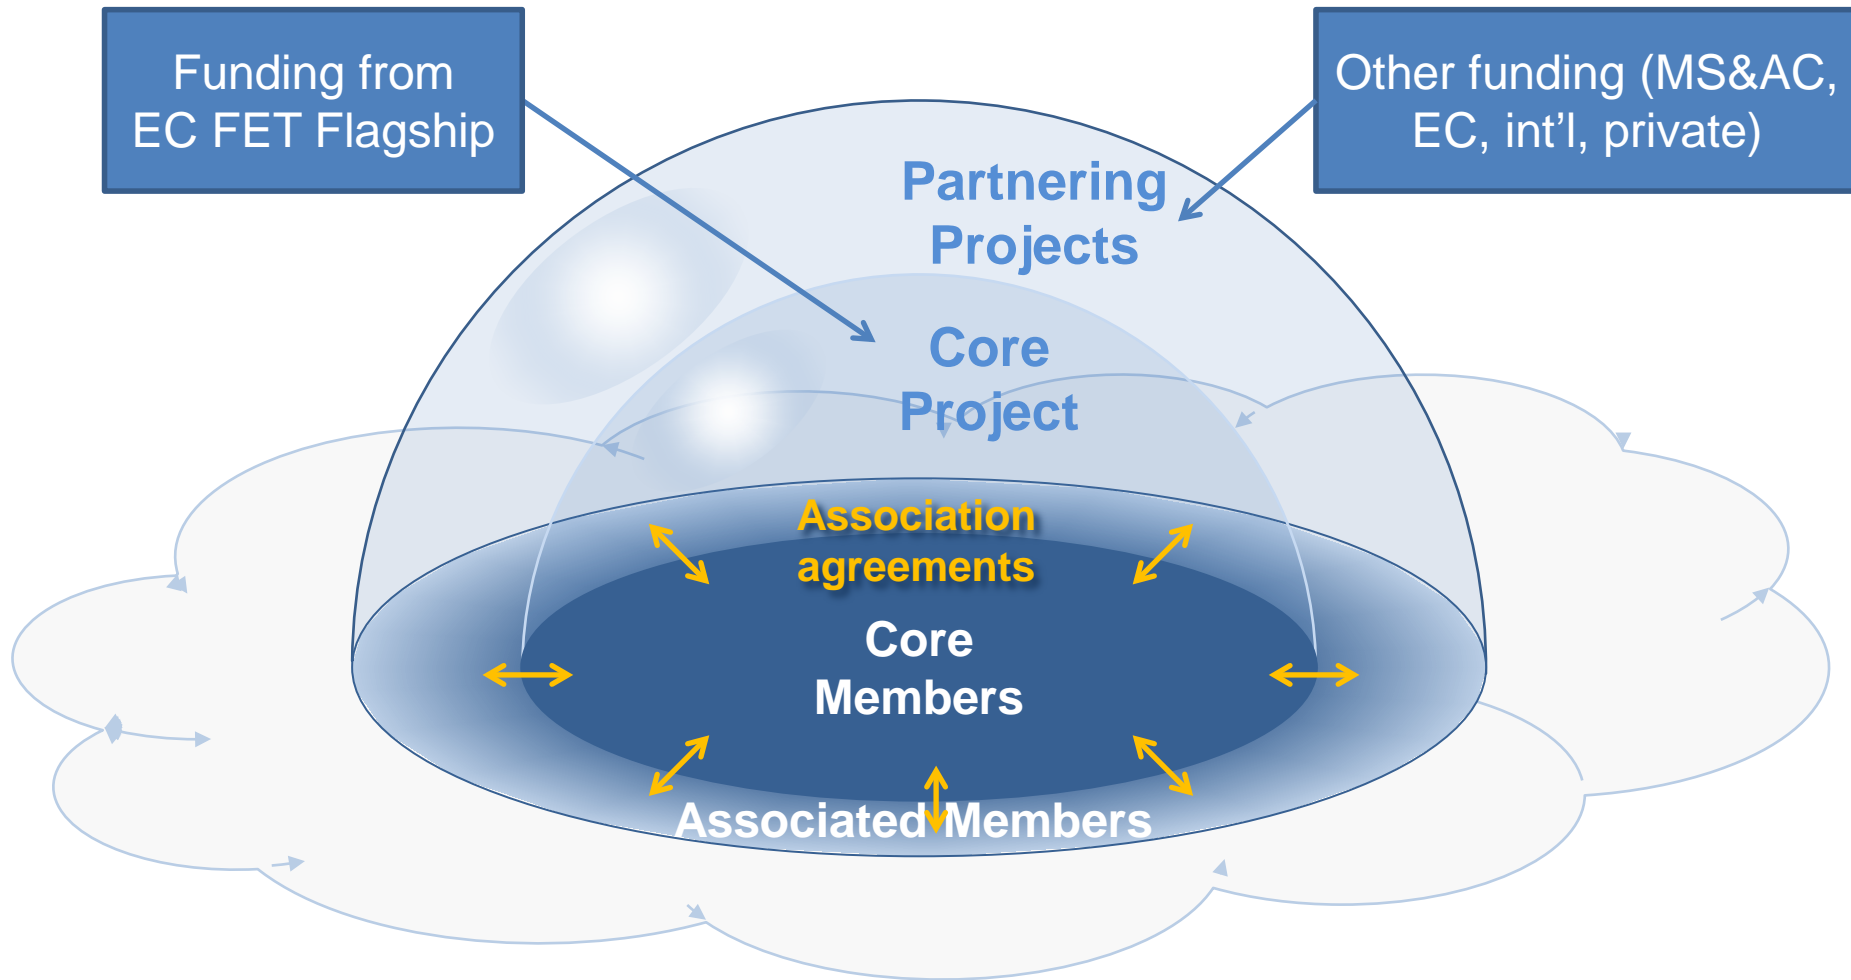 Funding from
EC FET Flagship
Other funding (MS&AC,
EC, int’l, private)
Partnering
Projects
Core
Project
Association
agreements
Core
Members
Associated Members